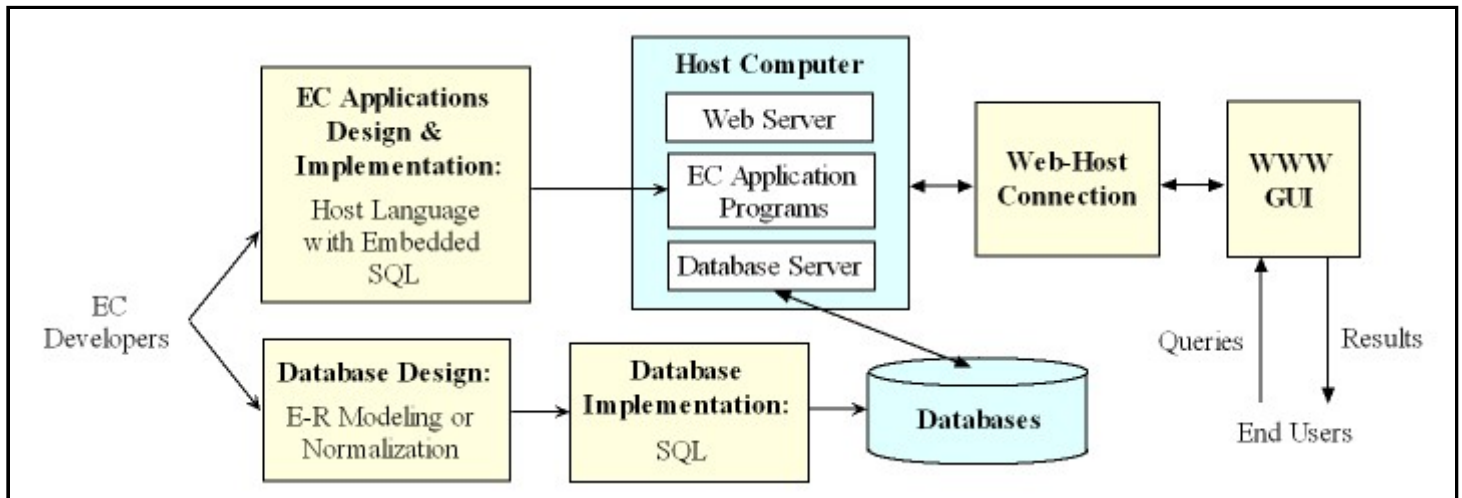 EC
Developers
EC Applications
Design &
Implementation:
Host Language
with Embedded
SQL
Database Design:
E-R Modeling or
Normalization
Database
Implementation:
SQL
Host Computer
Web Server
EC Application
Programs
Database Server
Databases
Web-Host
Connection
WWW
GUI
Queries
Results
End Users